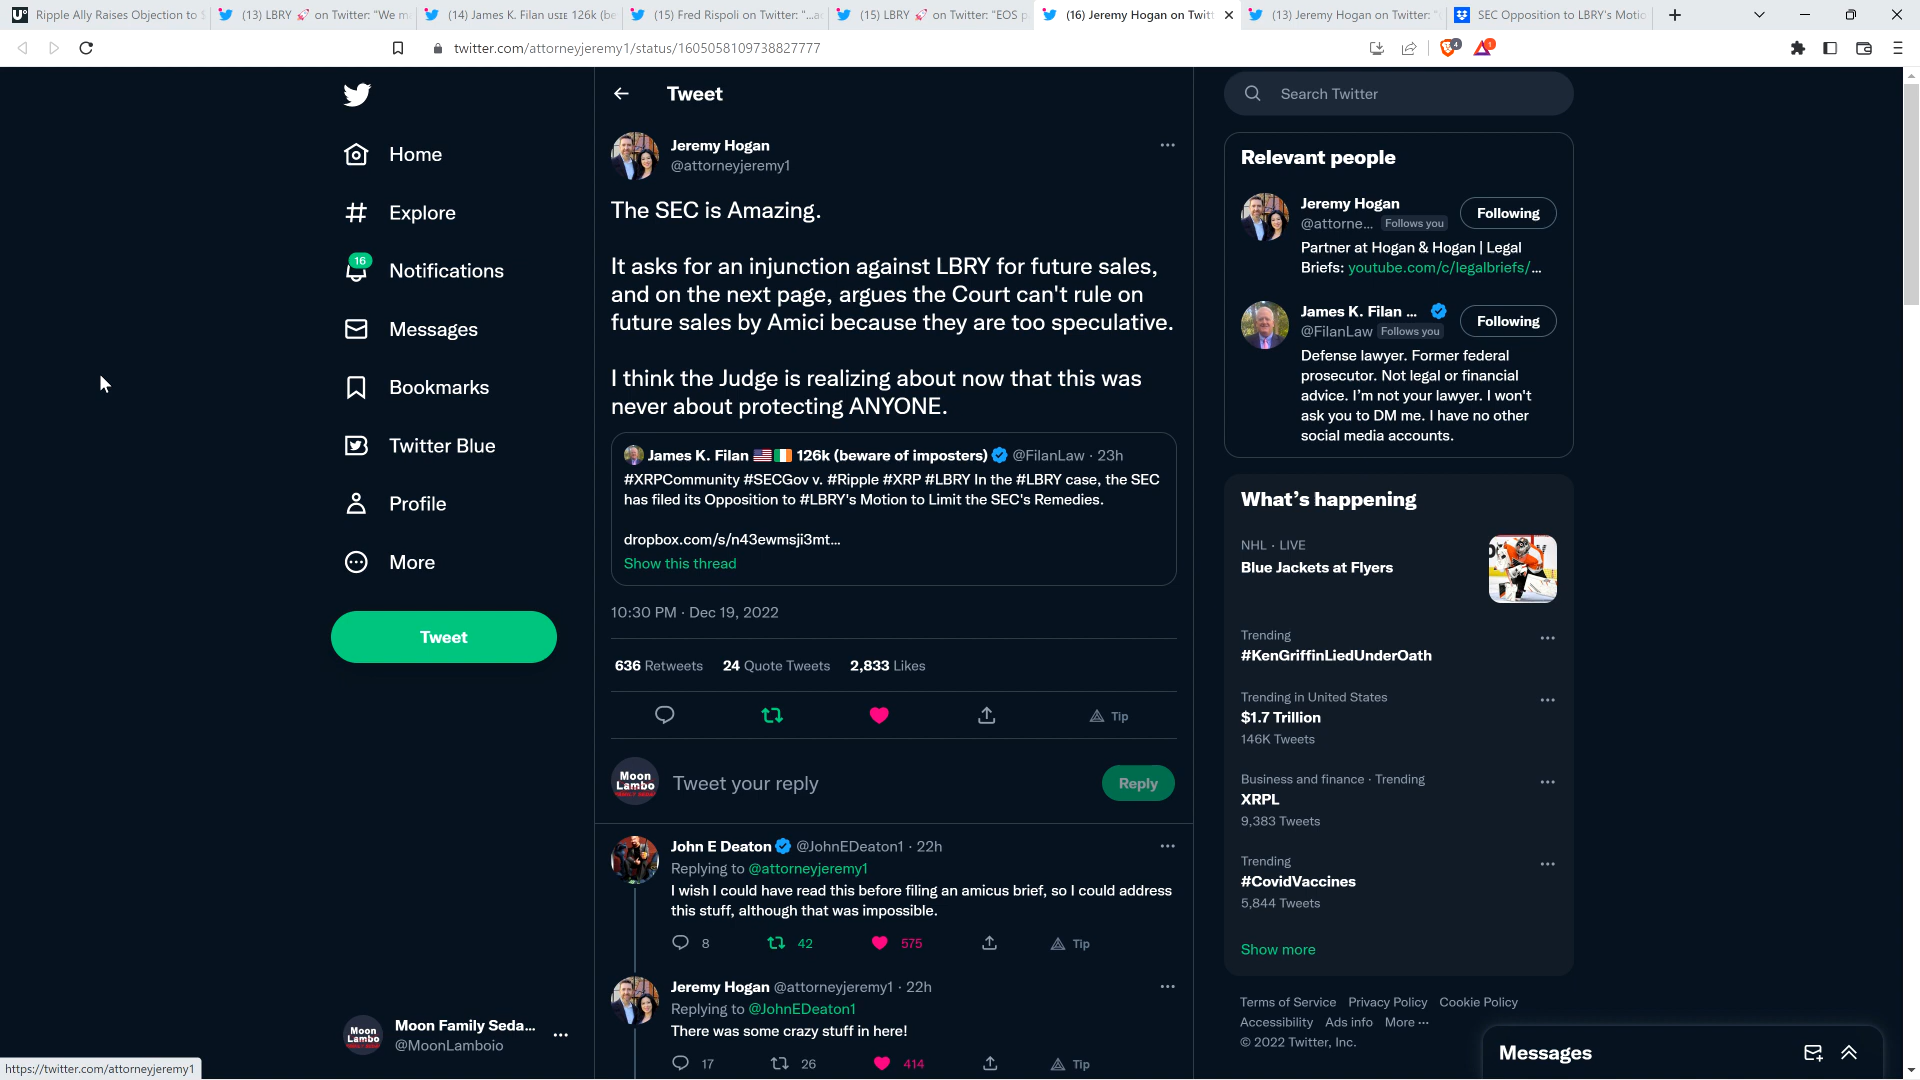 Ripple Ally Raises Objection to S
(13) LBRY 🚀 on Twitter: "We m
(14) James K. Filan 🇺🇸🇮🇪 126k (be
(15) Fred Rispoli on Twitter: "...a
(15) LBRY 🚀 on Twitter: "EOS p
(16) Jeremy Hogan on Twitt
(13) Jeremy Hogan on Twitter: "
SEC Opposition to LBRY's Motio
twitter.com/attorneyjeremy1/status/1605058109738827777
4
1
Home
Explore
16
Notifications
Messages
Bookmarks
Twitter Blue
Profile
More
Tweet
Moon Lambo
Moon Family Seda...
@MoonLamboio
https://twitter.com/attorneyjeremy1
Tweet
Jeremy Hogan
@attorneyjeremy1
The SEC is Amazing.
It asks for an injunction against LBRY for future sales,
and on the next page, argues the Court can't rule on
future sales by Amici because they are too speculative.
I think the Judge is realizing about now that this was
never about protecting ANYONE.
James K. Filan 🇺🇸🇮🇪 126k (beware of imposters) @FilanLaw · 23h
#XRPCommunity #SECGov v. #Ripple #XRP #LBRY In the #LBRY case, the SEC
has filed its Opposition to #LBRY's Motion to Limit the SEC's Remedies.
dropbox.com/s/n43ewmsji3mt...
Show this thread
10:30 PM · Dec 19, 2022
636 Retweets 24 Quote Tweets 2,833 Likes
Tip
Moon Lambo
Tweet your reply
Reply
John E Deaton @JohnEDeaton1 · 22h
Replying to @attorneyjeremy1
I wish I could have read this before filing an amicus brief, so I could address
this stuff, although that was impossible.
8 42 575 Tip
Jeremy Hogan @attorneyjeremy1 · 22h
Replying to @JohnEDeaton1
There was some crazy stuff in here!
17 26 414 Tip
Search Twitter
Relevant people
Jeremy Hogan
@attorne... Follows you
Following
Partner at Hogan & Hogan | Legal
Briefs: youtube.com/c/legalbriefs/...
James K. Filan ...
@FilanLaw Follows you
Following
Defense lawyer. Former federal
prosecutor. Not legal or financial
advice. I'm not your lawyer. I won't
ask you to DM me. I have no other
social media accounts.
What's happening
NHL · LIVE
Blue Jackets at Flyers
Trending
#KenGriffinLiedUnderOath
Trending in United States
$1.7 Trillion
146K Tweets
Business and finance · Trending
XRPL
9,383 Tweets
Trending
#CovidVaccines
5,844 Tweets
Show more
Terms of Service Privacy Policy Cookie Policy
Accessibility Ads info More ···
© 2022 Twitter, Inc.
Messages